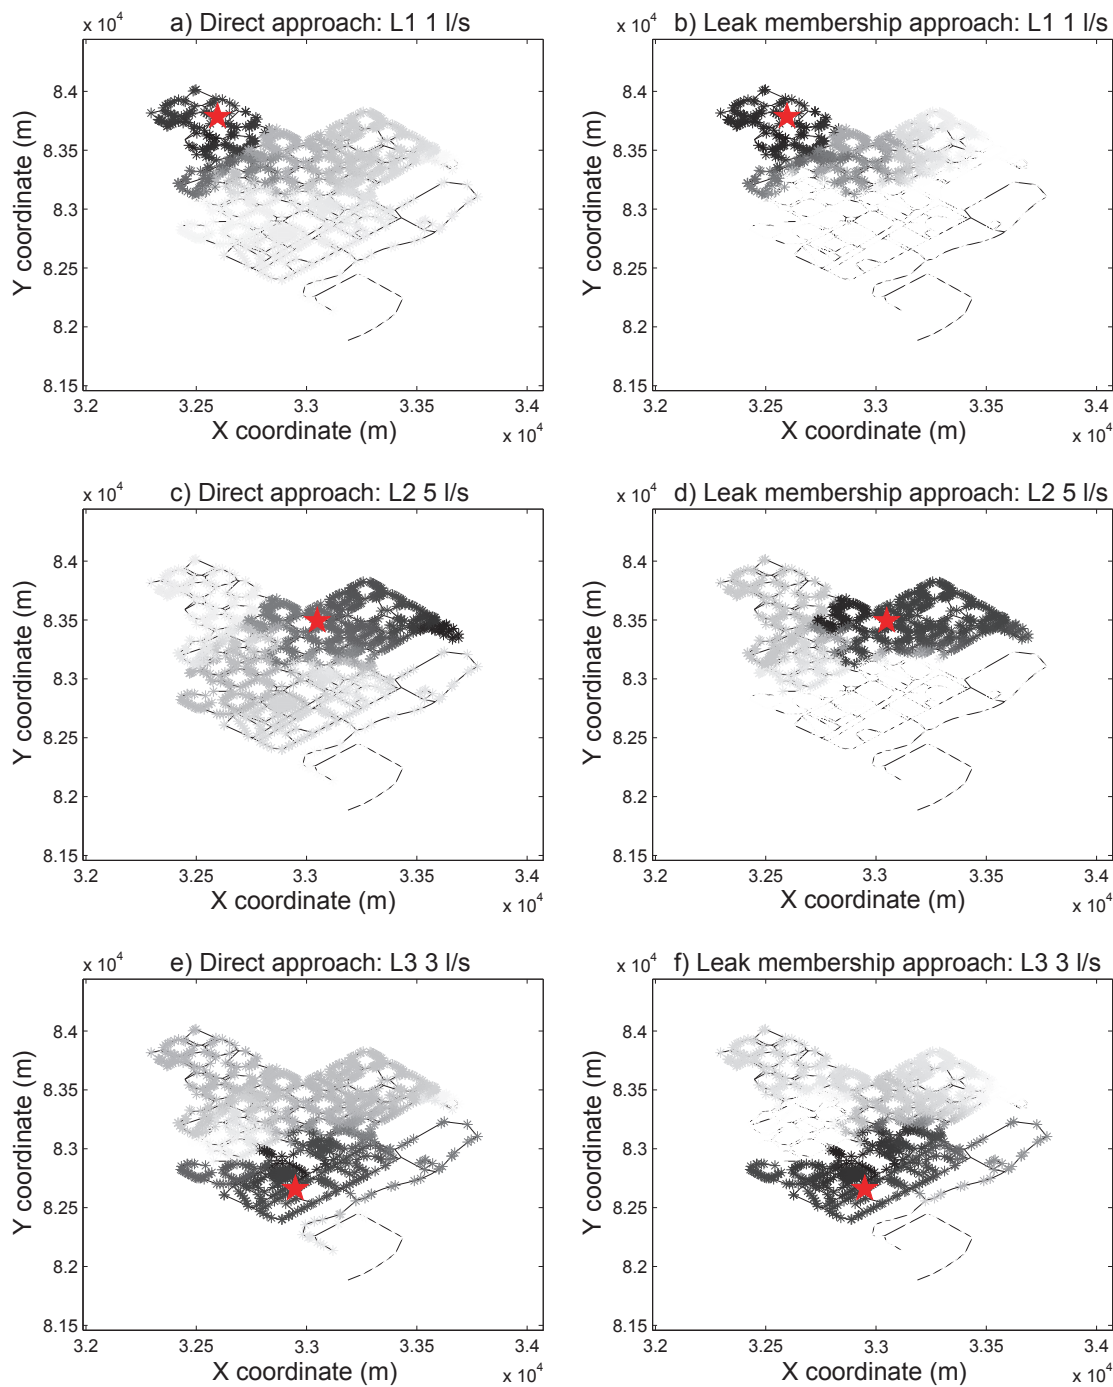 x 10^4 a) Direct approach: L1 1 l/s
8.4
8.35
8.3
8.25
8.2
8.15
Y coordinate (m)
3.2 3.25 3.3 3.35 3.4
X coordinate (m) x 10^4
x 10^4 b) Leak membership approach: L1 1 l/s
8.4
8.35
8.3
8.25
8.2
8.15
Y coordinate (m)
3.2 3.25 3.3 3.35 3.4
X coordinate (m) x 10^4
x 10^4 c) Direct approach: L2 5 l/s
8.4
8.35
8.3
8.25
8.2
8.15
Y coordinate (m)
3.2 3.25 3.3 3.35 3.4
X coordinate (m) x 10^4
x 10^4 d) Leak membership approach: L2 5 l/s
8.4
8.35
8.3
8.25
8.2
8.15
Y coordinate (m)
3.2 3.25 3.3 3.35 3.4
X coordinate (m) x 10^4
x 10^4 e) Direct approach: L3 3 l/s
8.4
8.35
8.3
8.25
8.2
8.15
Y coordinate (m)
3.2 3.25 3.3 3.35 3.4
X coordinate (m) x 10^4
x 10^4 f) Leak membership approach: L3 3 l/s
8.4
8.35
8.3
8.25
8.2
8.15
Y coordinate (m)
3.2 3.25 3.3 3.35 3.4
X coordinate (m) x 10^4